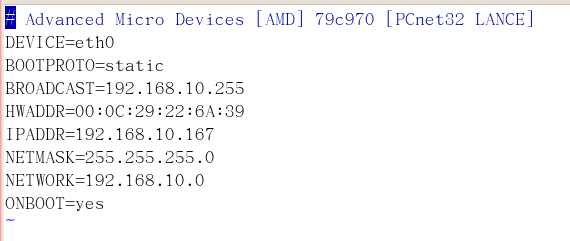 # Advanced Micro Devices [AMD] 79c970 [PCnet32 LANCE]
DEVICE=eth0
BOOTPROTO=static
BROADCAST=192.168.10.255
HWADDR=00:0C:29:22:6A:39
IPADDR=192.168.10.167
NETMASK=255.255.255.0
NETWORK=192.168.10.0
ONBOOT=yes
~